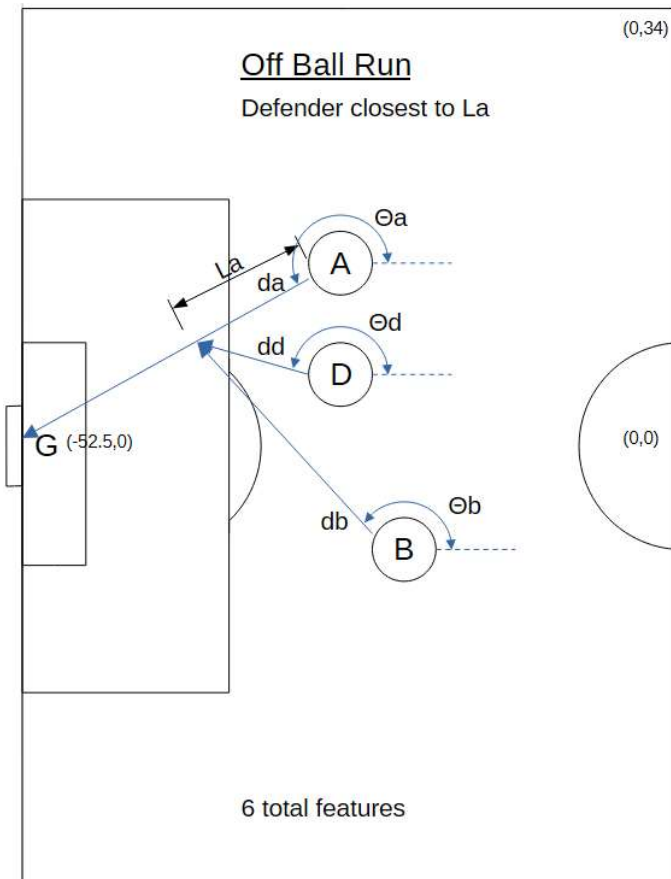 (0,34)
Off Ball Run
Defender closest to La
Θa
La
A
da
Θd
dd
D
G (-52.5,0)
(0,0)
Θb
db
B
6 total features